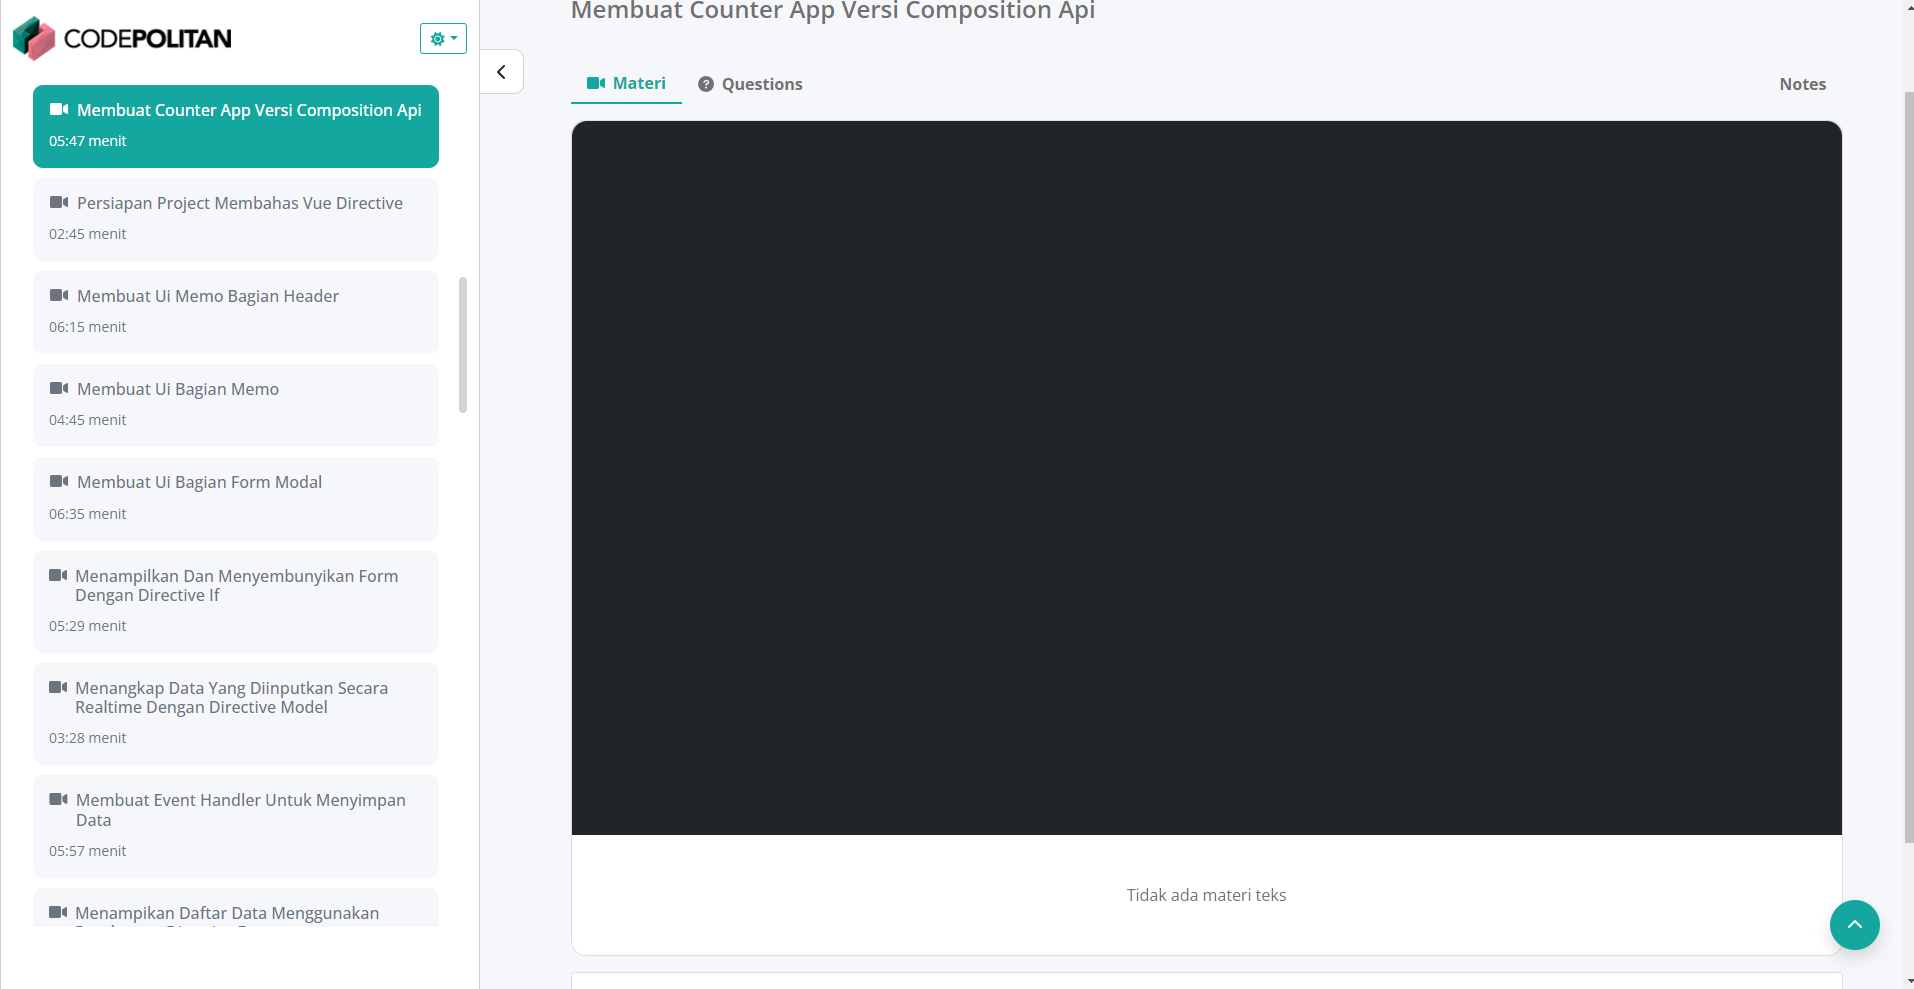 CODEPOLITAN
Membuat Counter App Versi Composition Api
05:47 menit
Persiapan Project Membahas Vue Directive
02:45 menit
Membuat Ui Memo Bagian Header
06:15 menit
Membuat Ui Bagian Memo
04:45 menit
Membuat Ui Bagian Form Modal
06:35 menit
Menampilkan Dan Menyembunyikan Form
Dengan Directive If
05:29 menit
Menangkap Data Yang Diinputkan Secara
Realtime Dengan Directive Model
03:28 menit
Membuat Event Handler Untuk Menyimpan
Data
05:57 menit
Menampikan Daftar Data Menggunakan
Membuat Counter App Versi Composition Api
Materi
Questions
Notes
Tidak ada materi teks